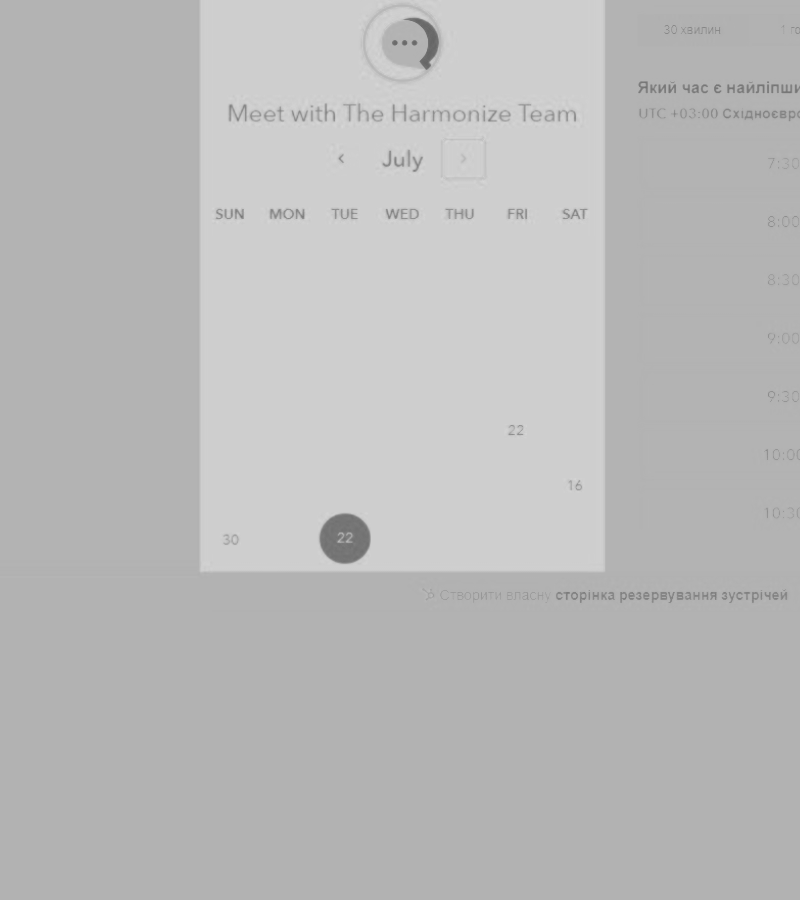 Meet with The Harmonize Team
July
SUN MON TUE WED THU FRI SAT
22
16
30 22
30 хвилин 1 го
Який час є найліпши
UTC +03:00 Східноєвро
7:30
8:00
8:30
9:00
9:30
10:00
10:30
Створити власну сторінка резервування зустрічей